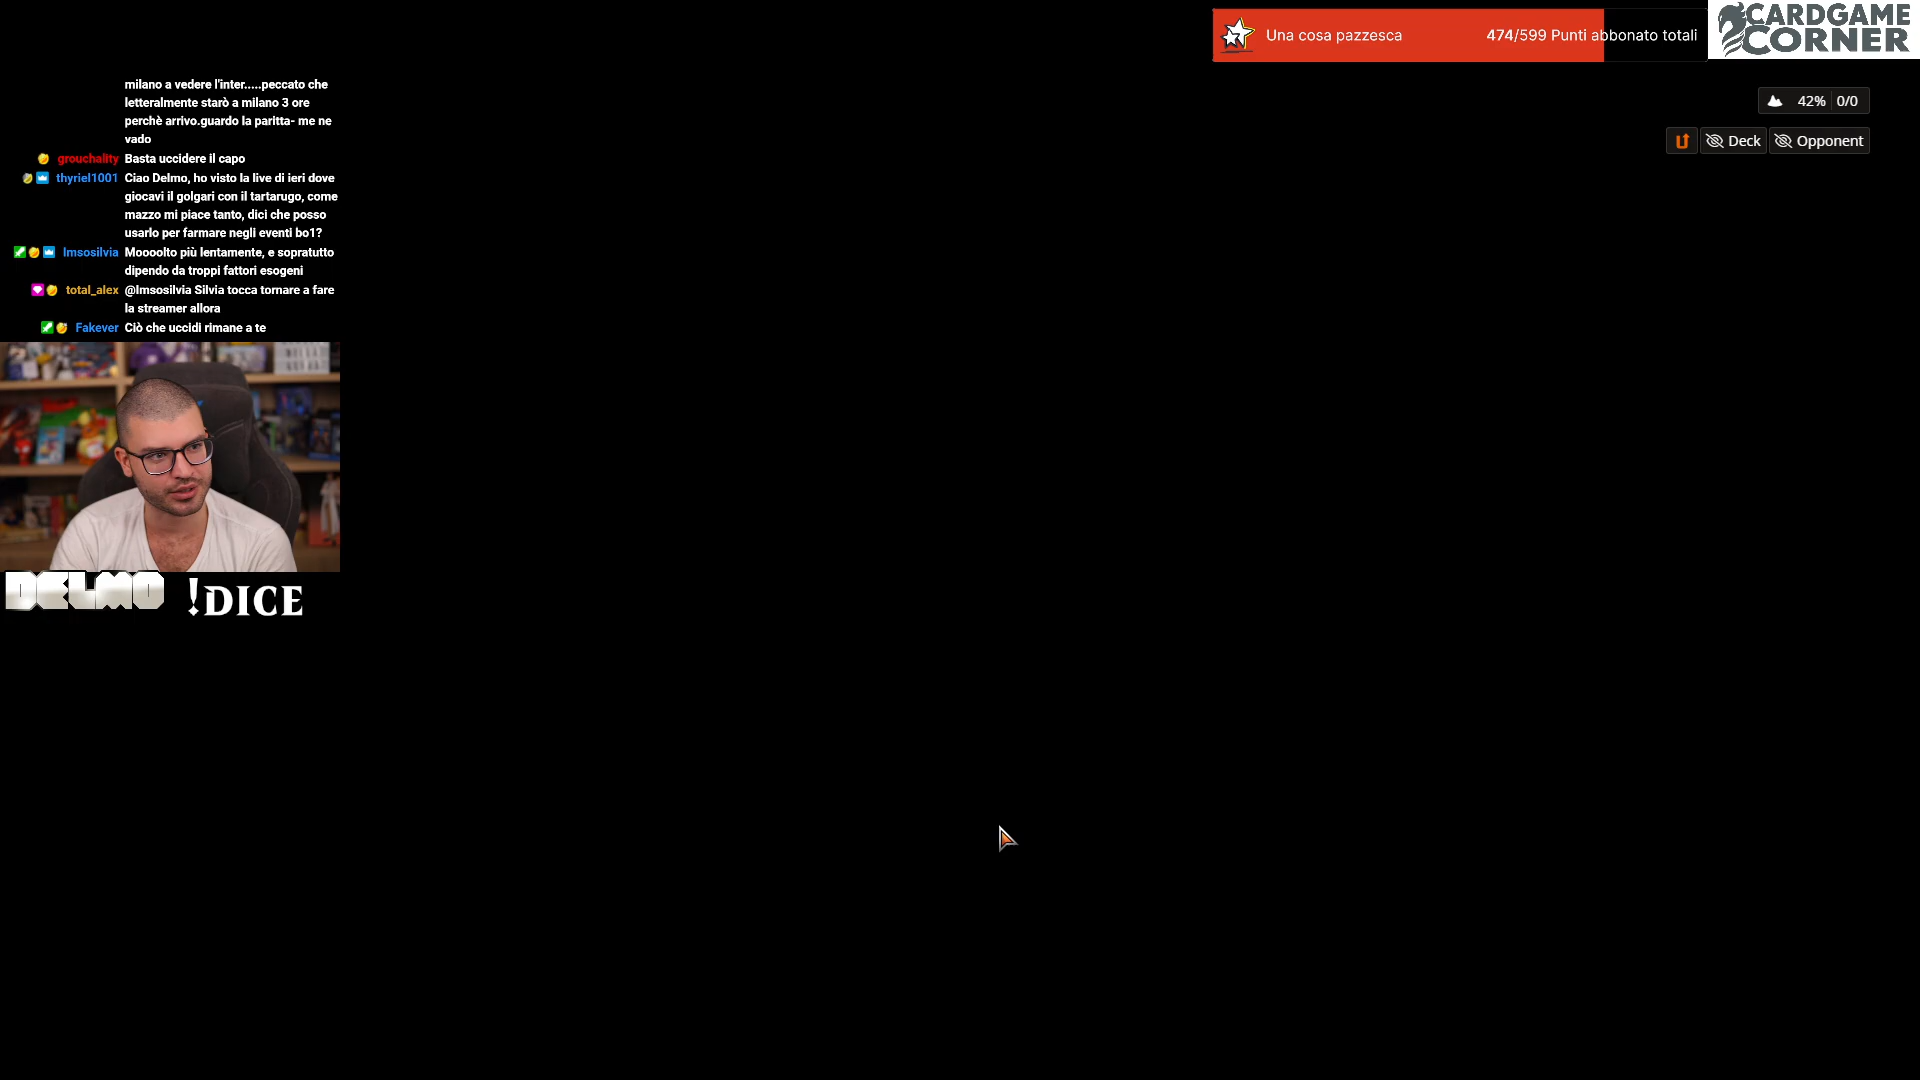 Una cosa pazzesca 474/599 Punti abbonato totali
CARDGAME
CORNER
milano a vedere l'inter.....peccato che
letteralmente starò a milano 3 ore
perchè arrivo.guardo la paritta- me ne
vado
42% 0/0
Deck Opponent
grouchality Basta uccidere il capo
thyriel1001 Ciao Delmo, ho visto la live di ieri dove
giocavi il golgari con il tartarugo, come
mazzo mi piace tanto, dici che posso
usarlo per farmare negli eventi bo1?
Imsosilvia Moooolto più lentamente, e sopratutto
dipendo da troppi fattori esogeni
total_alex @Imsosilvia Silvia tocca tornare a fare
la streamer allora
Fakever Ciò che uccidi rimane a te
DELMO !DICE